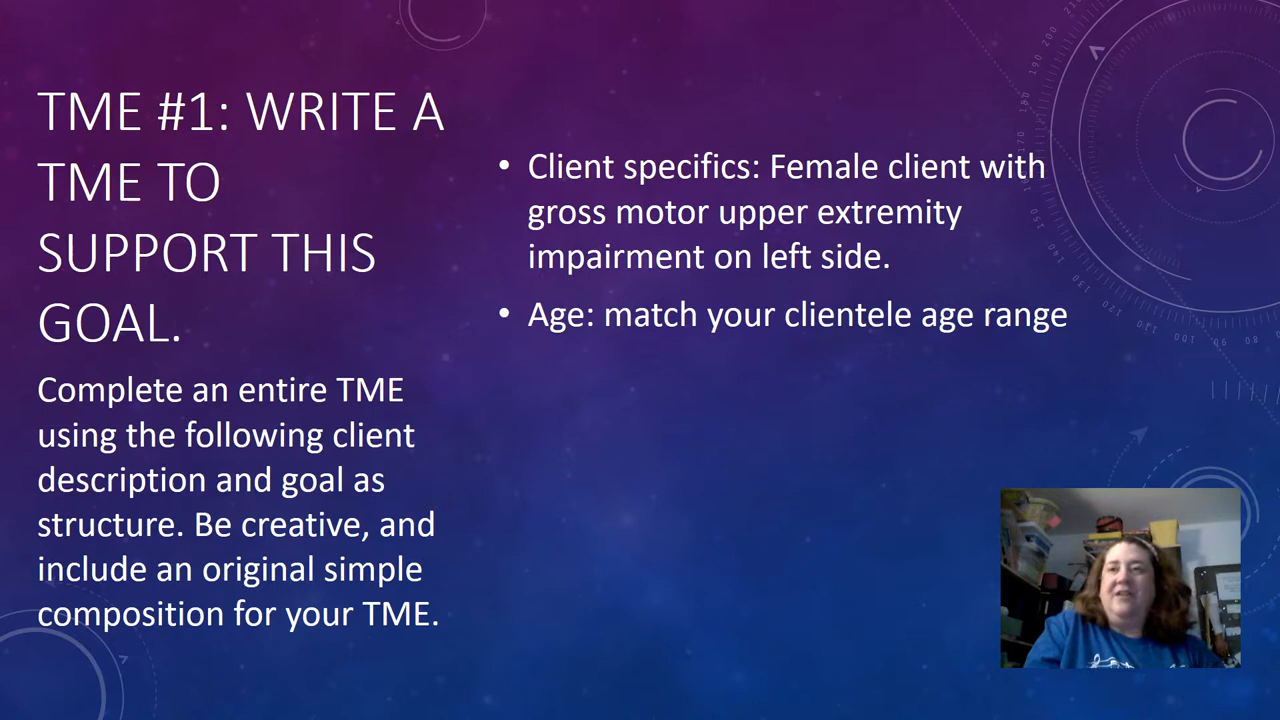 TME #1: WRITE A
TME TO
SUPPORT THIS
GOAL.
Complete an entire TME
using the following client
description and goal as
structure. Be creative, and
include an original simple
composition for your TME.
• Client specifics: Female client with
gross motor upper extremity
impairment on left side.
• Age: match your clientele age range